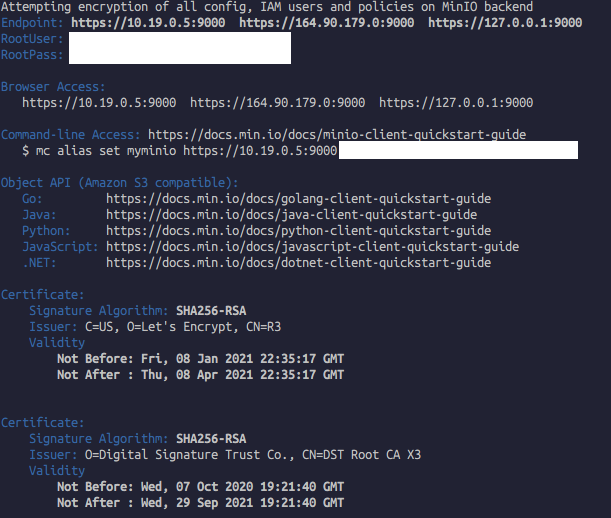 Attempting encryption of all config, IAM users and policies on MinIO backend
Endpoint: https://10.19.0.5:9000  https://164.90.179.0:9000  https://127.0.0.1:9000
RootUser:
RootPass:
Browser Access:
https://10.19.0.5:9000  https://164.90.179.0:9000  https://127.0.0.1:9000
Command-line Access: https://docs.min.io/docs/minio-client-quickstart-guide
$ mc alias set myminio https://10.19.0.5:9000
Object API (Amazon S3 compatible):
Go: https://docs.min.io/docs/golang-client-quickstart-guide
Java: https://docs.min.io/docs/java-client-quickstart-guide
Python: https://docs.min.io/docs/python-client-quickstart-guide
JavaScript: https://docs.min.io/docs/javascript-client-quickstart-guide
.NET: https://docs.min.io/docs/dotnet-client-quickstart-guide
Certificate:
Signature Algorithm: SHA256-RSA
Issuer: C=US, O=Let's Encrypt, CN=R3
Validity
Not Before: Fri, 08 Jan 2021 22:35:17 GMT
Not After : Thu, 08 Apr 2021 22:35:17 GMT
Certificate:
Signature Algorithm: SHA256-RSA
Issuer: O=Digital Signature Trust Co., CN=DST Root CA X3
Validity
Not Before: Wed, 07 Oct 2020 19:21:40 GMT
Not After : Wed, 29 Sep 2021 19:21:40 GMT